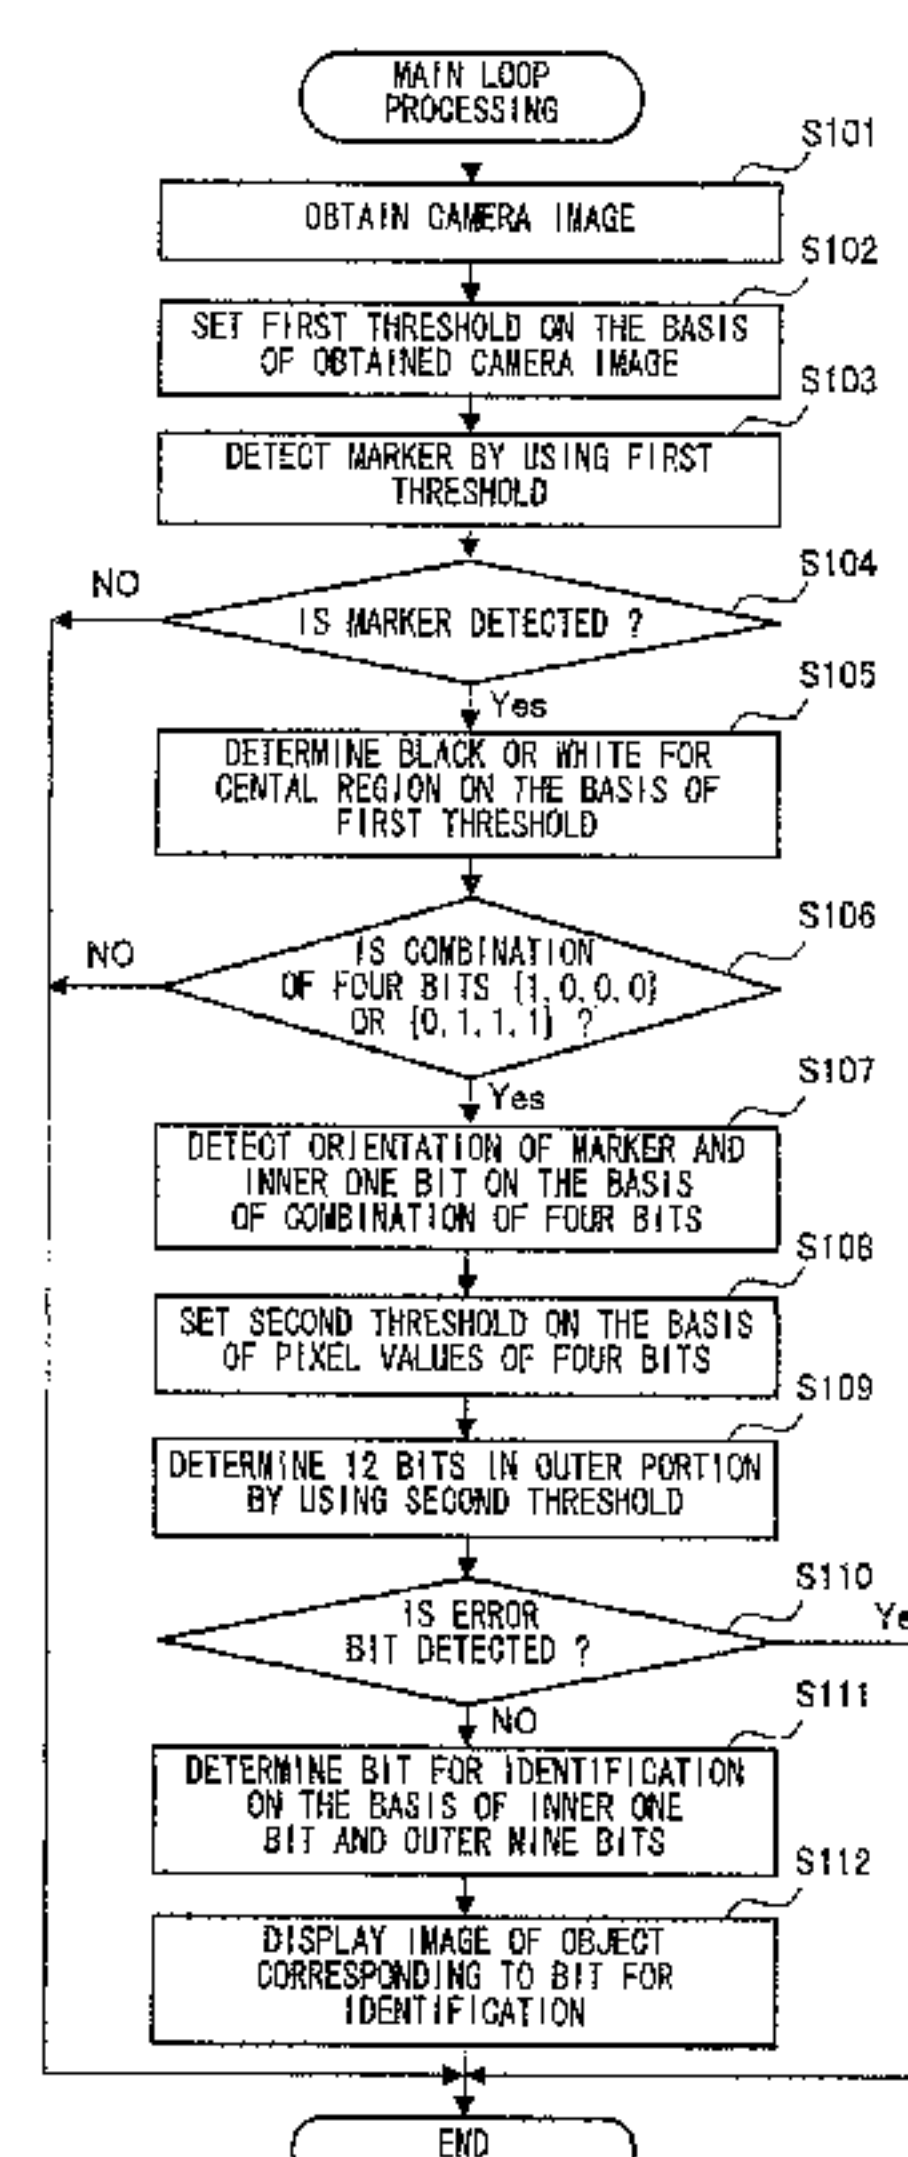 MAIN LOOP
PROCESSING
S101
OBTAIN CAMERA IMAGE
S102
SET FIRST THRESHOLD ON THE BASIS
OF OBTAINED CAMERA IMAGE
S103
DETECT MARKER BY USING FIRST
THRESHOLD
S104
NO
IS MARKER DETECTED ?
Yes
S105
DETERMINE BLACK OR WHITE FOR
CENTAL REGION ON THE BASIS OF
FIRST THRESHOLD
S106
NO
IS COMBINATION
OF FOUR BITS {1,0,0,0}
OR {0,1,1,1} ?
Yes
S107
DETECT ORIENTATION OF MARKER AND
INNER ONE BIT ON THE BASIS
OF COMBINATION OF FOUR BITS
S108
SET SECOND THRESHOLD ON THE BASIS
OF PIXEL VALUES OF FOUR BITS
S109
DETERMINE 12 BITS IN OUTER PORTION
BY USING SECOND THRESHOLD
S110
IS ERROR
BIT DETECTED ?
Ye
NO
S111
DETERMINE BIT FOR IDENTIFICATION
ON THE BASIS OF INNER ONE
BIT AND OUTER NINE BITS
S112
DISPLAY IMAGE OF OBJECT
CORRESPONDING TO BIT FOR
IDENTIFICATION
END